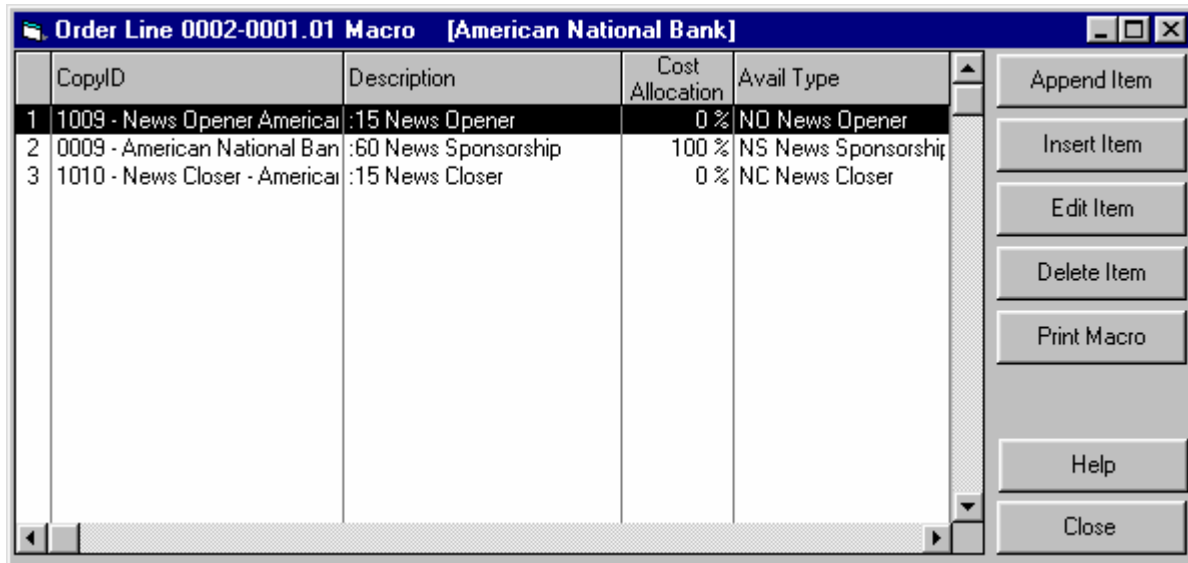 Order Line 0002-0001.01 Macro [American National Bank]
CopyID Description Cost Allocation Avail Type
1 1009 - News Opener American :15 News Opener 0 % NO News Opener
2 0009 - American National Ban :60 News Sponsorship 100 % NS News Sponsorship
3 1010 - News Closer - American :15 News Closer 0 % NC News Closer
Append Item
Insert Item
Edit Item
Delete Item
Print Macro
Help
Close